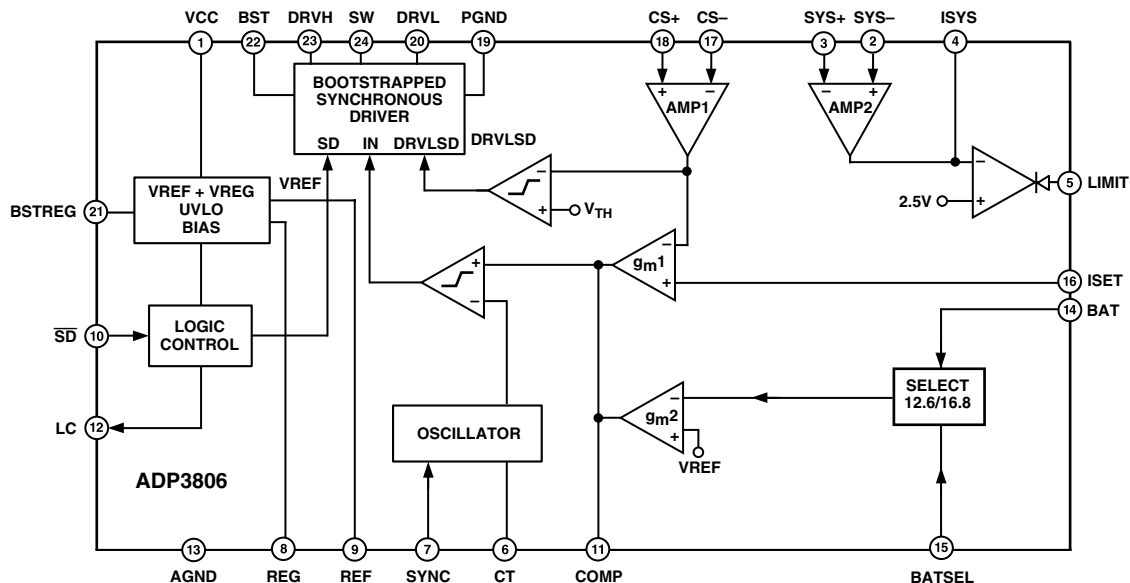 VCC BST DRVH SW DRVL PGND CS+ CS– SYS+ SYS– ISYS
1 22 23 24 20 19 18 17 3 2 4
BOOTSTRAPPED
SYNCHRONOUS
DRIVER
SD IN DRVLSD
DRVLSD
+ –
AMP1
– +
AMP2
–
+
2.5V
5 LIMIT
–
+
VTH
VREF + VREG
UVLO
BIAS
VREF
BSTREG 21
–
+
gm1
+
–
16 ISET
14 BAT
SD 10
LOGIC
CONTROL
SELECT
12.6/16.8
LC 12
OSCILLATOR
–
+
gm2
VREF
ADP3806
13 8 9 7 6 11 15
AGND REG REF SYNC CT COMP BATSEL